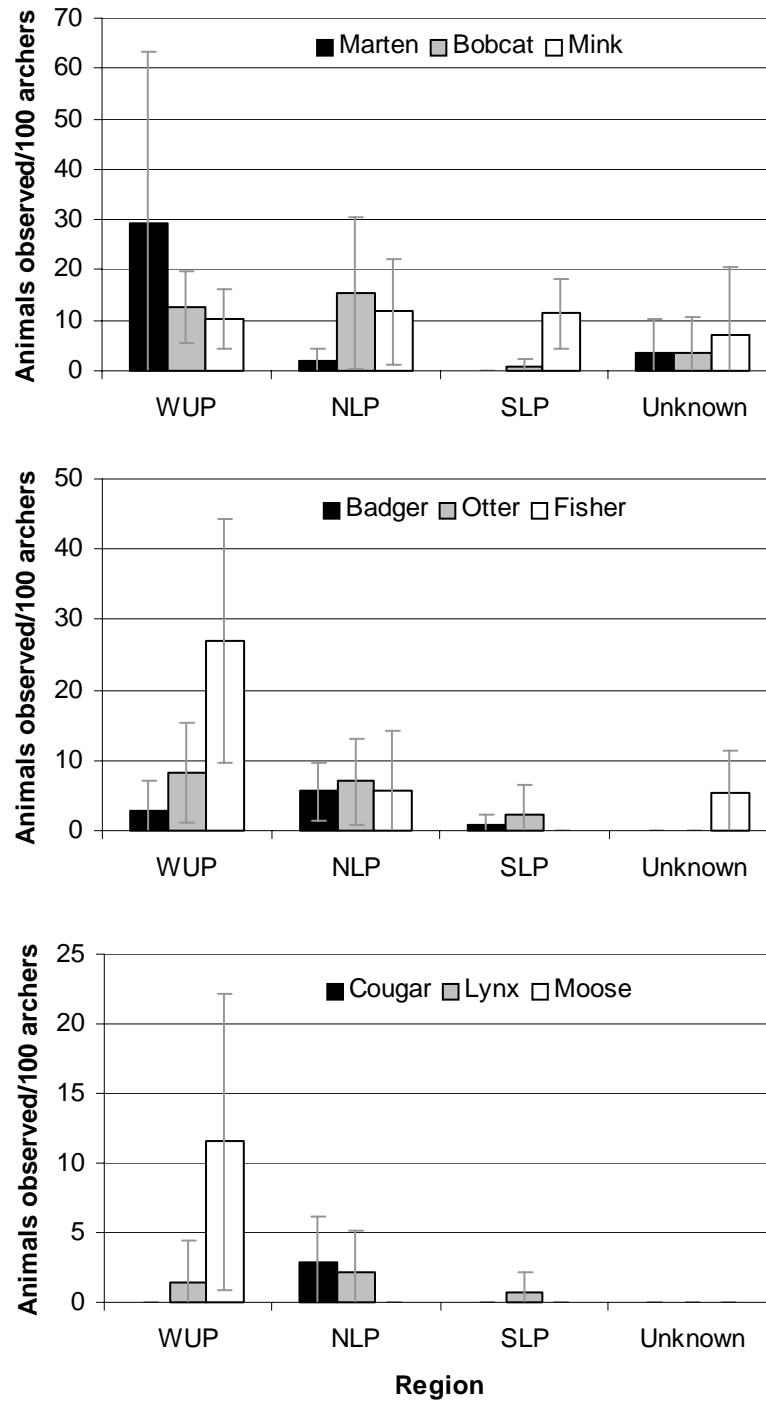 Animals observed/100 archers
70
60
50
40
30
20
10
0
Marten Bobcat Mink
WUP NLP SLP Unknown
Animals observed/100 archers
50
40
30
20
10
0
Badger Otter Fisher
WUP NLP SLP Unknown
Animals observed/100 archers
25
20
15
10
5
0
Cougar Lynx Moose
WUP NLP SLP Unknown
Region